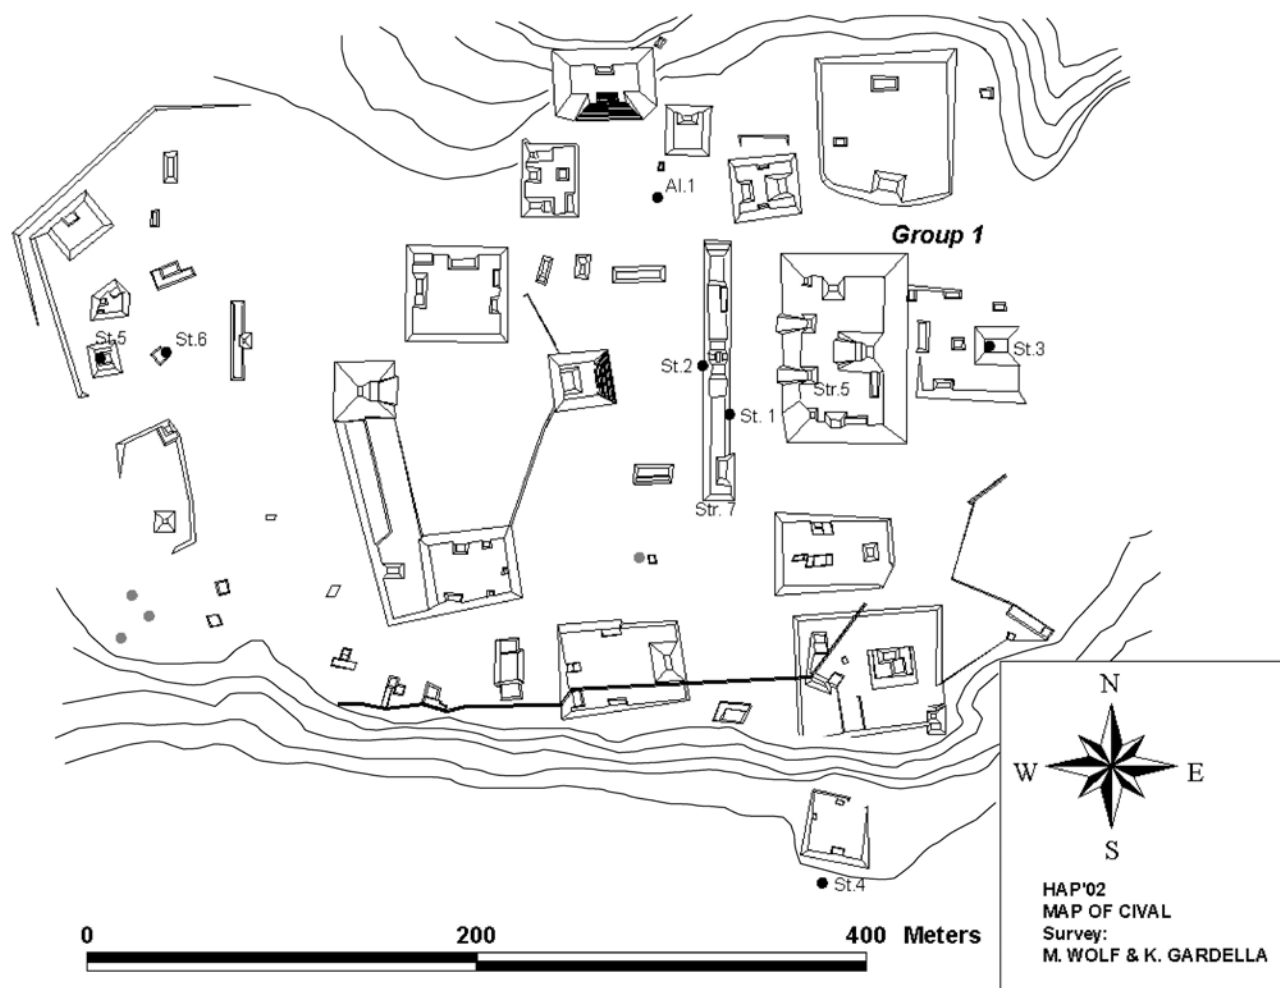 Al.1
Group 1
St.5
St.6
St.2
St.3
Str.5
St. 1
Str. 7
St.4
N
W
E
S
0
200
400 Meters
HAP'02
MAP OF CIVAL
Survey:
M. WOLF & K. GARDELLA